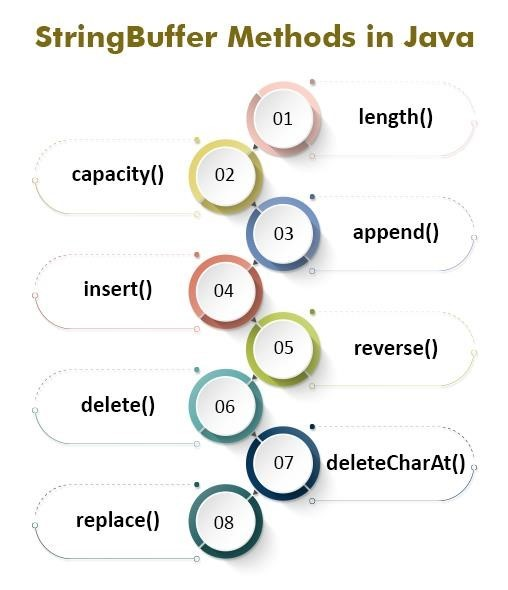 StringBuffer Methods in Java
01
length()
capacity()
02
03
append()
insert()
04
05
reverse()
delete()
06
07
deleteCharAt()
replace()
08